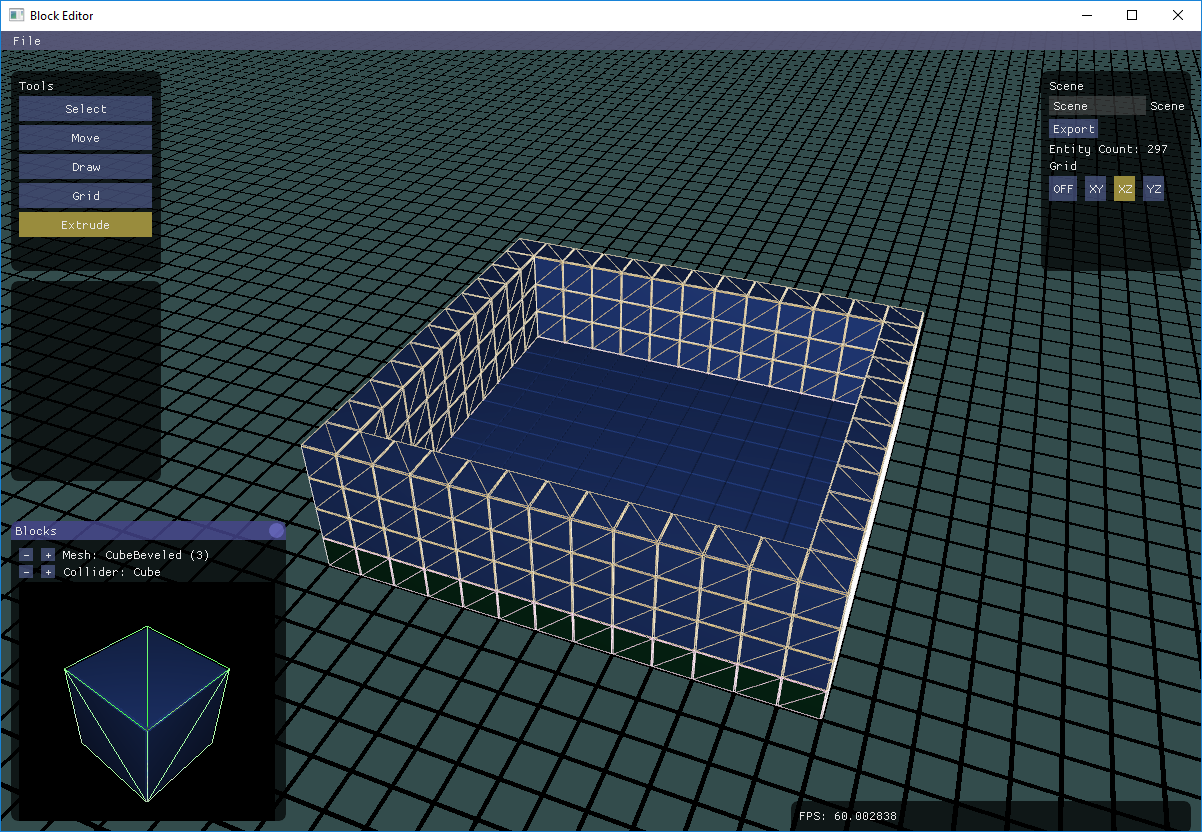 Block Editor
File
Tools
Select
Move
Draw
Grid
Extrude
Scene
Scene Scene
Export
Entity Count: 297
Grid
OFF XY XZ YZ
Blocks
- + Mesh: CubeBeveled (3)
- + Collider: Cube
FPS: 60.002838